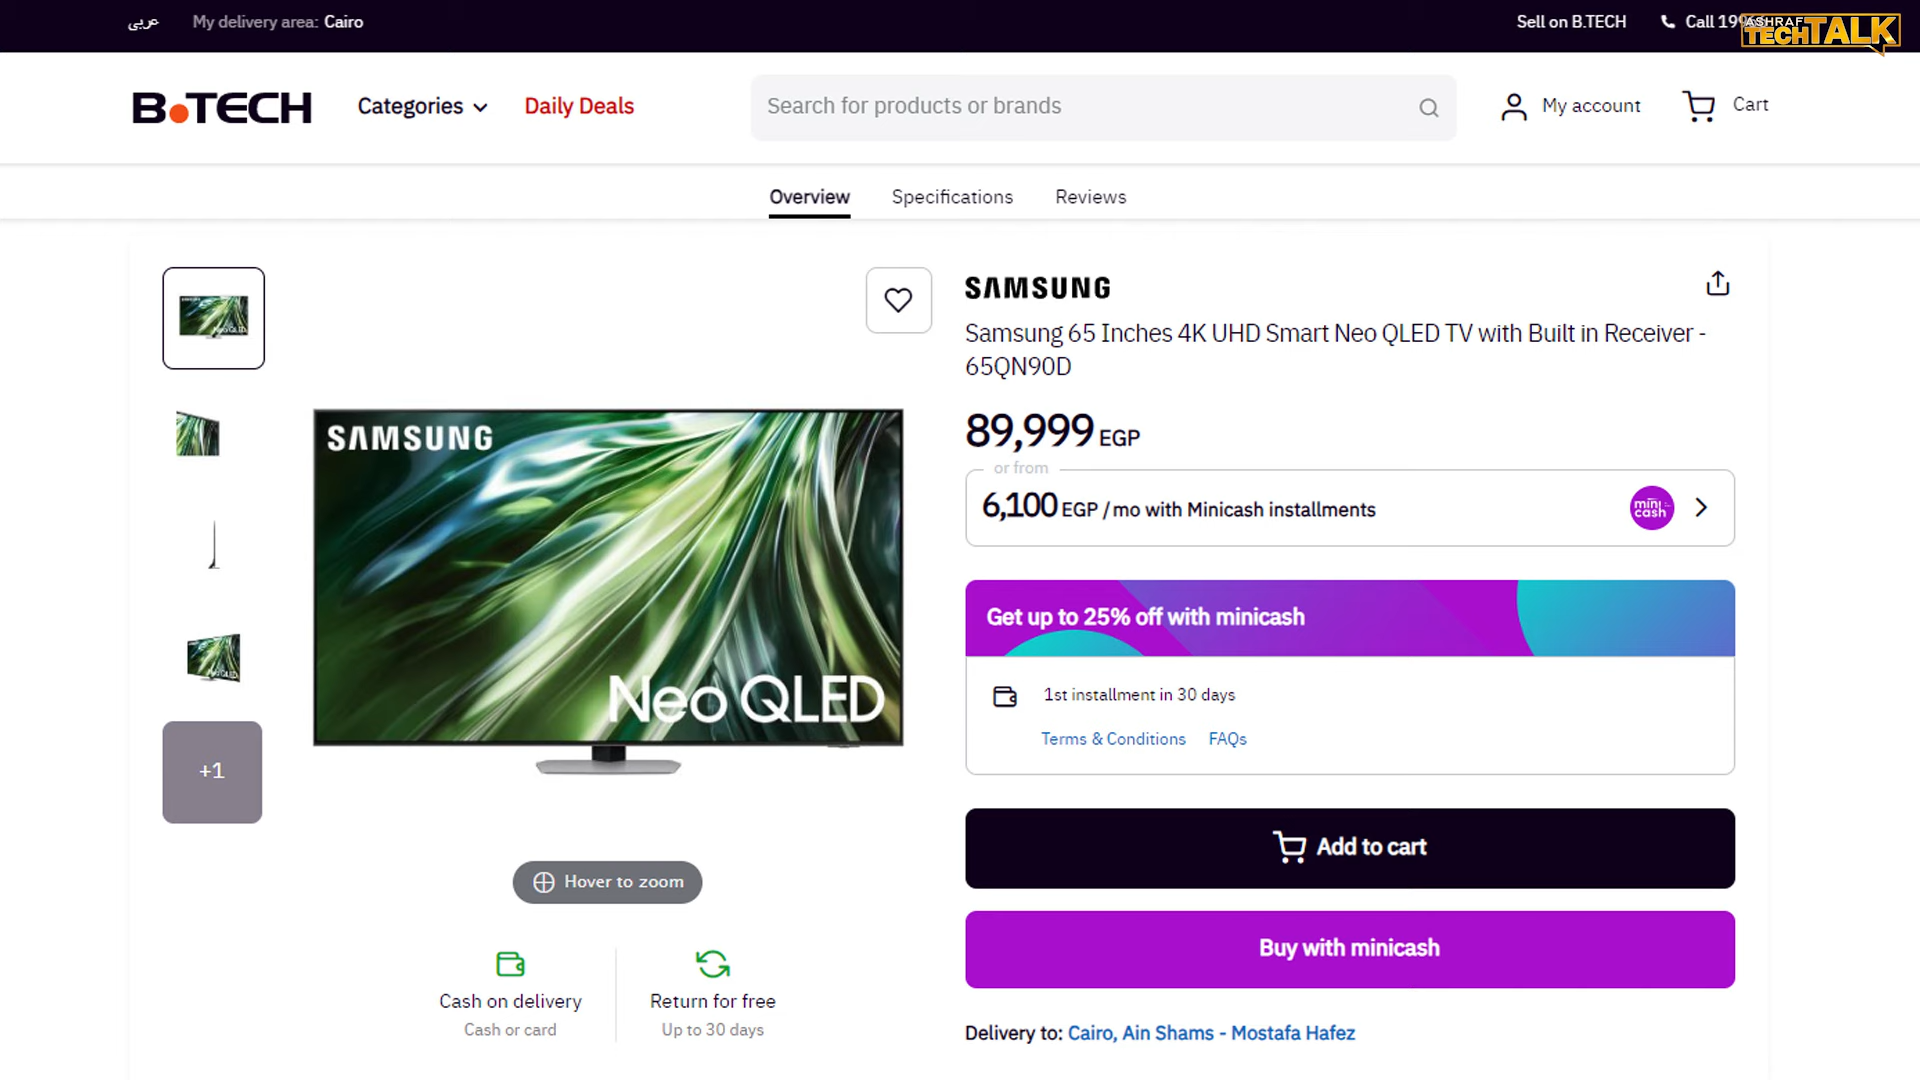 عربي
My delivery area: Cairo
Sell on B.TECH
Call 19
ASHRAF
TECHTALK
B.TECH
Categories
Daily Deals
Search for products or brands
My account
Cart
Overview
Specifications
Reviews
SAMSUNG
Samsung 65 Inches 4K UHD Smart Neo QLED TV with Built in Receiver -
65QN90D
89,999 EGP
or from
6,100 EGP / mo with Minicash installments
mini
cash
SAMSUNG
Neo QLED
Get up to 25% off with minicash
1st installment in 30 days
Terms & Conditions
FAQs
+1
Add to cart
Hover to zoom
Buy with minicash
Cash on delivery
Cash or card
Return for free
Up to 30 days
Delivery to: Cairo, Ain Shams - Mostafa Hafez